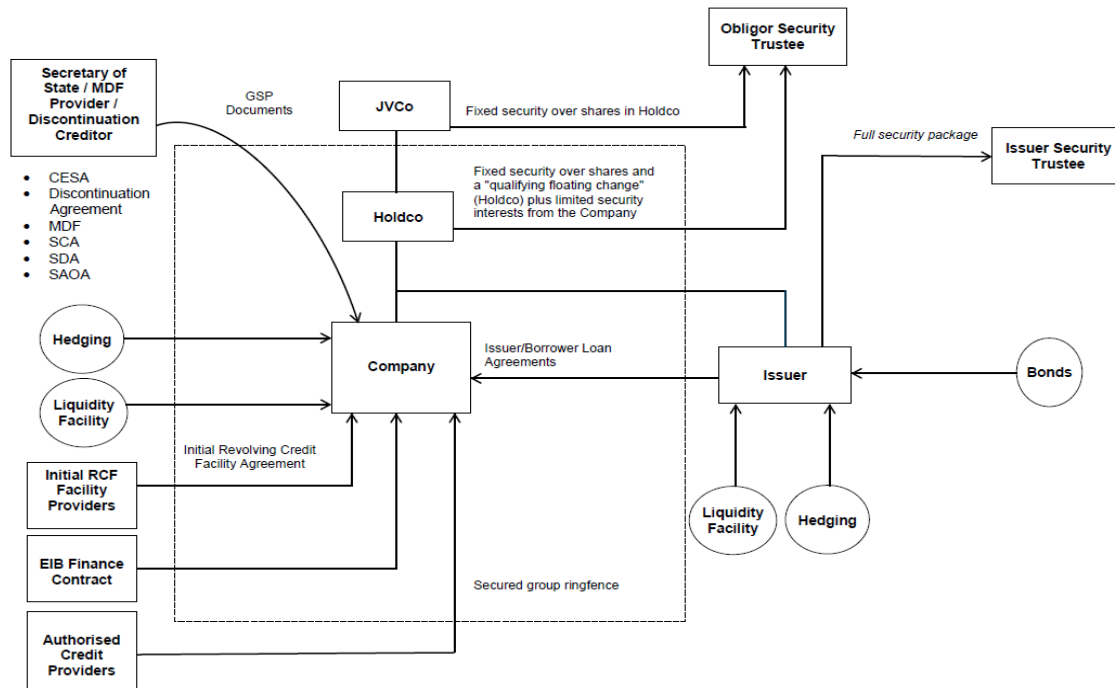 Obligor Security
Trustee
Secretary of
State / MDF
Provider /
Discontinuation
Creditor
GSP
Documents
JVCo
Fixed security over shares in Holdco
Full security package
Issuer Security
Trustee
• CESA
• Discontinuation
Agreement
• MDF
• SCA
• SDA
• SAOA
Fixed security over shares and
a "qualifying floating change"
(Holdco) plus limited security
interests from the Company
Holdco
Hedging
Company
Issuer/Borrower Loan
Agreements
Issuer
Bonds
Liquidity
Facility
Initial Revolving Credit
Facility Agreement
Initial RCF
Facility
Providers
Liquidity
Facility
Hedging
EIB Finance
Contract
Secured group ringfence
Authorised
Credit
Providers